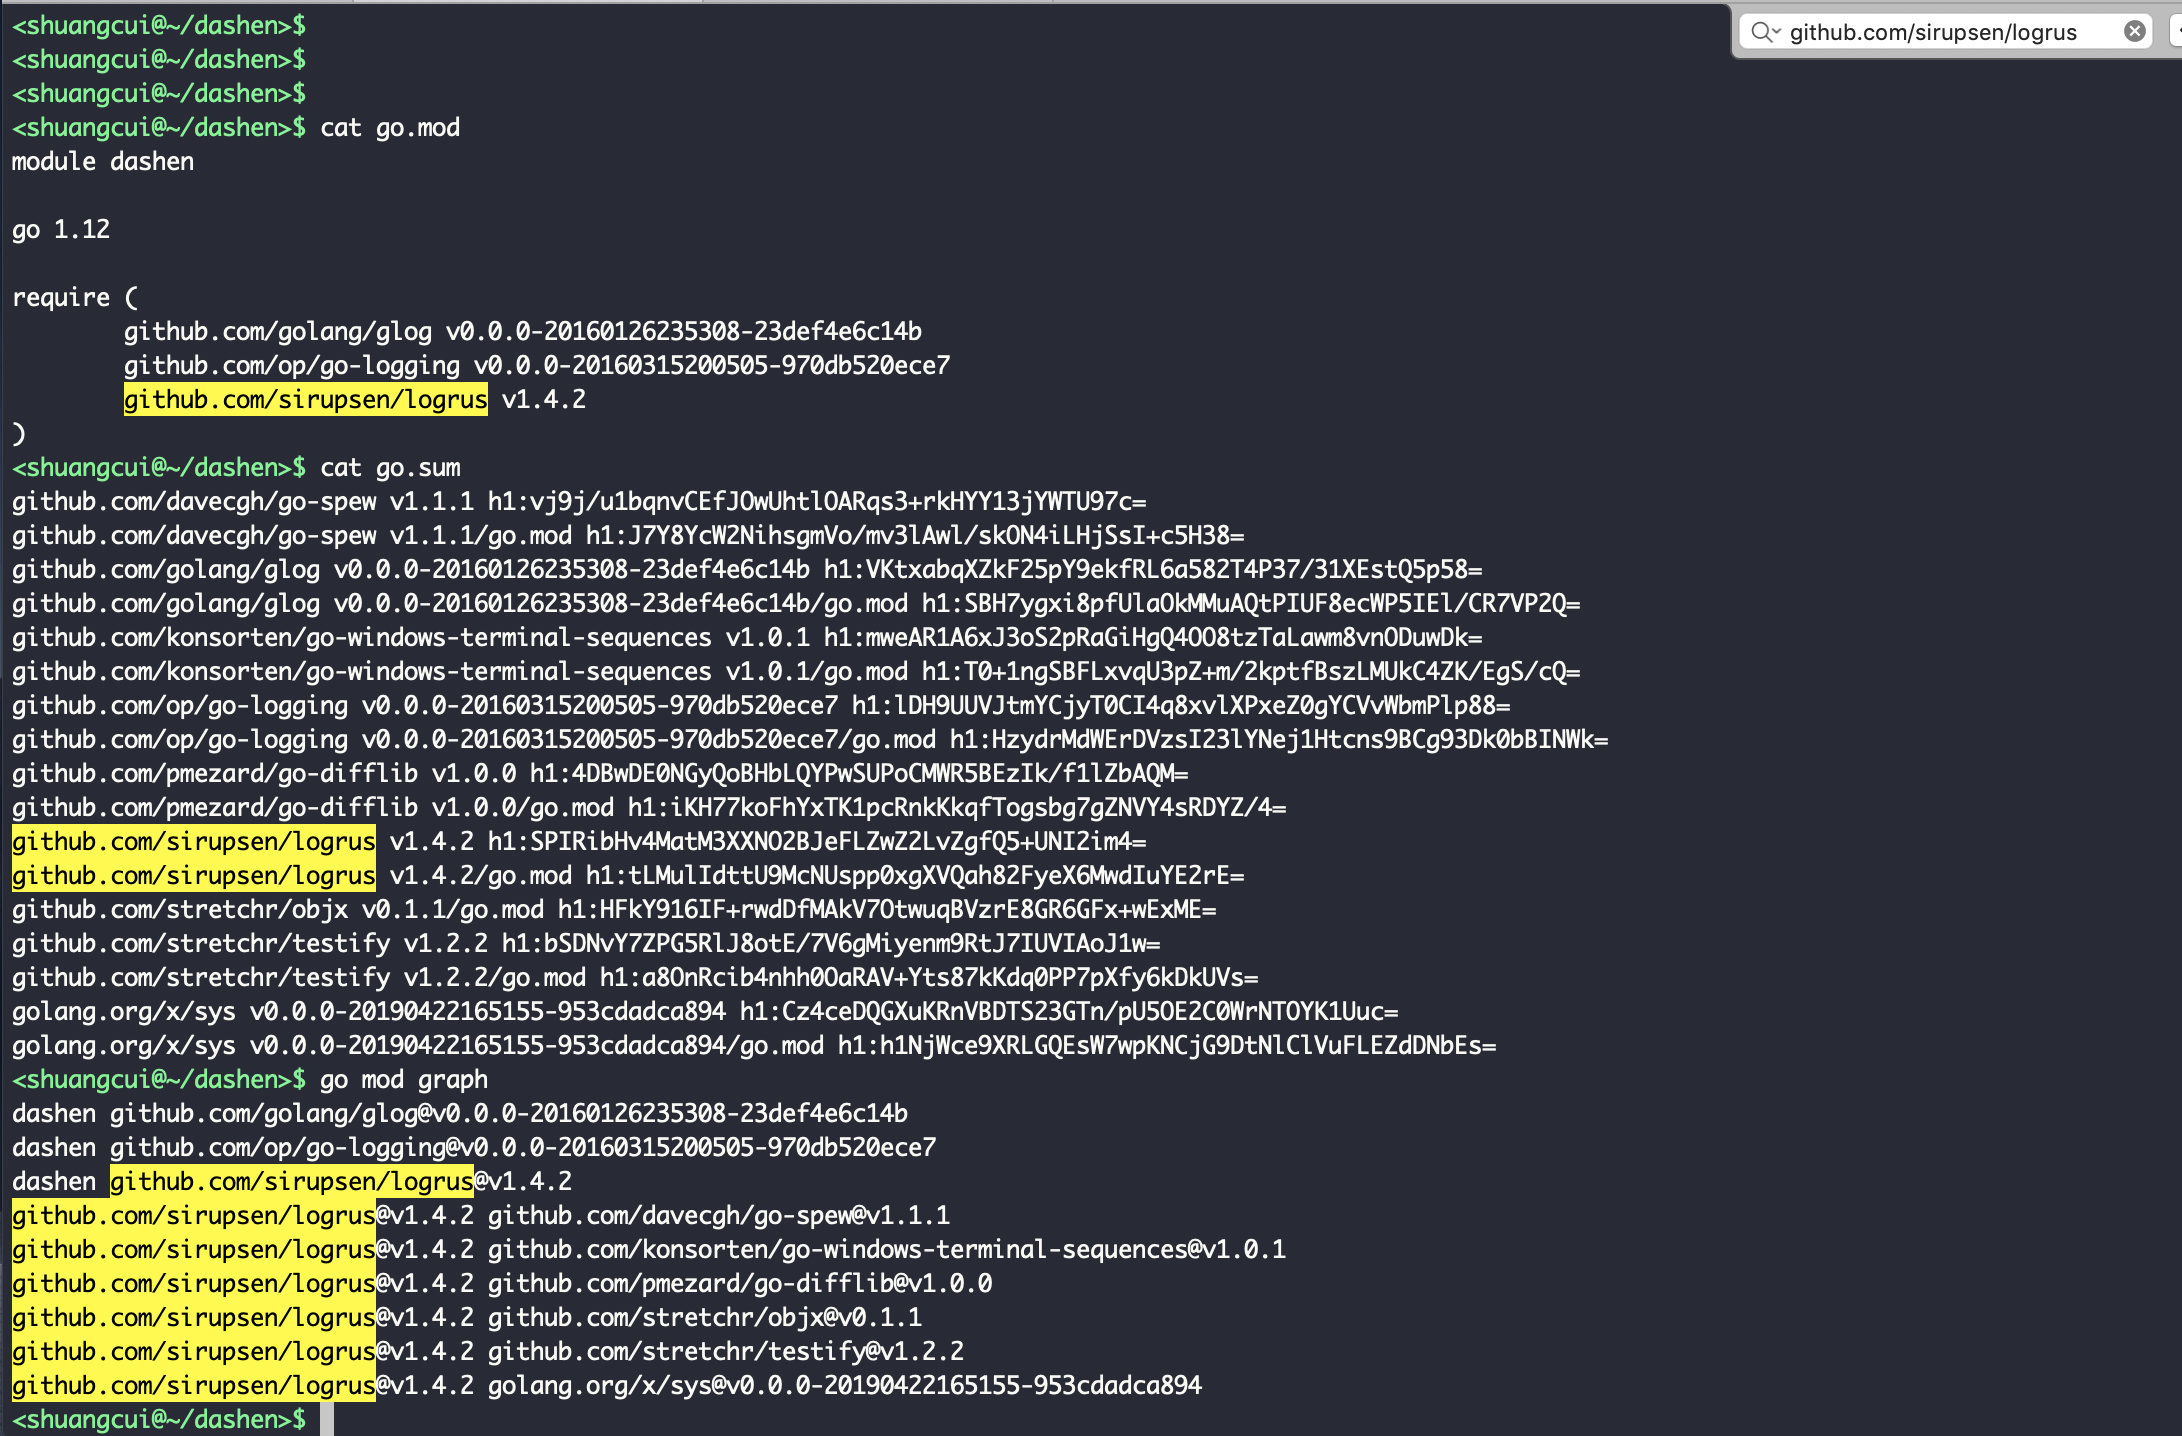 <shuangcui@~/dashen>$
github.com/sirupsen/logrus
<shuangcui@~/dashen>$
<shuangcui@~/dashen>$
<shuangcui@~/dashen>$ cat go.mod
module dashen
go 1.12
require (
github.com/golang/glog v0.0.0-20160126235308-23def4e6c14b
github.com/op/go-logging v0.0.0-20160315200505-970db520ece7
github.com/sirupsen/logrus v1.4.2
)
<shuangcui@~/dashen>$ cat go.sum
github.com/davecgh/go-spew v1.1.1 h1:vj9j/u1bqnvCEfJOwUhtlOARqs3+rkHYY13jYWTU97c=
github.com/davecgh/go-spew v1.1.1/go.mod h1:J7Y8YcW2NihsgmVo/mv3lAwl/skON4iLHjSsI+c5H38=
github.com/golang/glog v0.0.0-20160126235308-23def4e6c14b h1:VKtxabqXZkF25pY9ekfRL6a582T4P37/31XEstQ5p58=
github.com/golang/glog v0.0.0-20160126235308-23def4e6c14b/go.mod h1:SBH7ygxi8pfUlaOkMMuAQtPIUF8ecWP5IEl/CR7VP2Q=
github.com/konsorten/go-windows-terminal-sequences v1.0.1 h1:mweAR1A6xJ3oS2pRaGiHgQ4OO8tzTaLawm8vnODuwDk=
github.com/konsorten/go-windows-terminal-sequences v1.0.1/go.mod h1:T0+1ngSBFLxvqU3pZ+m/2kptfBszLMUkC4ZK/EgS/cQ=
github.com/op/go-logging v0.0.0-20160315200505-970db520ece7 h1:lDH9UUVJtmYCjyT0CI4q8xvlXPxeZ0gYCVvWbmPlp88=
github.com/op/go-logging v0.0.0-20160315200505-970db520ece7/go.mod h1:HzydrMdWErDVzsI23lYNej1Htcns9BCg93Dk0bBINWk=
github.com/pmezard/go-difflib v1.0.0 h1:4DBwDE0NGyQoBHbLQYPwSUPoCMWR5BEzIk/f1lZbAQM=
github.com/pmezard/go-difflib v1.0.0/go.mod h1:iKH77koFhYxTK1pcRnkKkqfTogsbg7gZNVY4sRDYZ/4=
github.com/sirupsen/logrus v1.4.2 h1:SPIRibHv4MatM3XXNO2BJeFLZwZ2LvZgfQ5+UNI2im4=
github.com/sirupsen/logrus v1.4.2/go.mod h1:tLMulIdttU9McNUspp0xgXVQah82FyeX6MwdIuYE2rE=
github.com/stretchr/objx v0.1.1/go.mod h1:HFkY916IF+rwdDfMAkV7OtwuqBVzrE8GR6GFx+wExME=
github.com/stretchr/testify v1.2.2 h1:bSDNvY7ZPG5RlJ8otE/7V6gMiyenm9RtJ7IUVIAoJ1w=
github.com/stretchr/testify v1.2.2/go.mod h1:a8OnRcib4nhh0OaRAV+Yts87kKdq0PP7pXfy6kDkUVs=
golang.org/x/sys v0.0.0-20190422165155-953cdadca894 h1:Cz4ceDQGXuKRnVBDTS23GTn/pU5OE2C0WrNTOYK1Uuc=
golang.org/x/sys v0.0.0-20190422165155-953cdadca894/go.mod h1:h1NjWce9XRLGQEsW7wpKNCjG9DtNlClVuFLEZdDNbEs=
<shuangcui@~/dashen>$ go mod graph
dashen github.com/golang/glog@v0.0.0-20160126235308-23def4e6c14b
dashen github.com/op/go-logging@v0.0.0-20160315200505-970db520ece7
dashen github.com/sirupsen/logrus@v1.4.2
github.com/sirupsen/logrus@v1.4.2 github.com/davecgh/go-spew@v1.1.1
github.com/sirupsen/logrus@v1.4.2 github.com/konsorten/go-windows-terminal-sequences@v1.0.1
github.com/sirupsen/logrus@v1.4.2 github.com/pmezard/go-difflib@v1.0.0
github.com/sirupsen/logrus@v1.4.2 github.com/stretchr/objx@v0.1.1
github.com/sirupsen/logrus@v1.4.2 github.com/stretchr/testify@v1.2.2
github.com/sirupsen/logrus@v1.4.2 golang.org/x/sys@v0.0.0-20190422165155-953cdadca894
<shuangcui@~/dashen>$